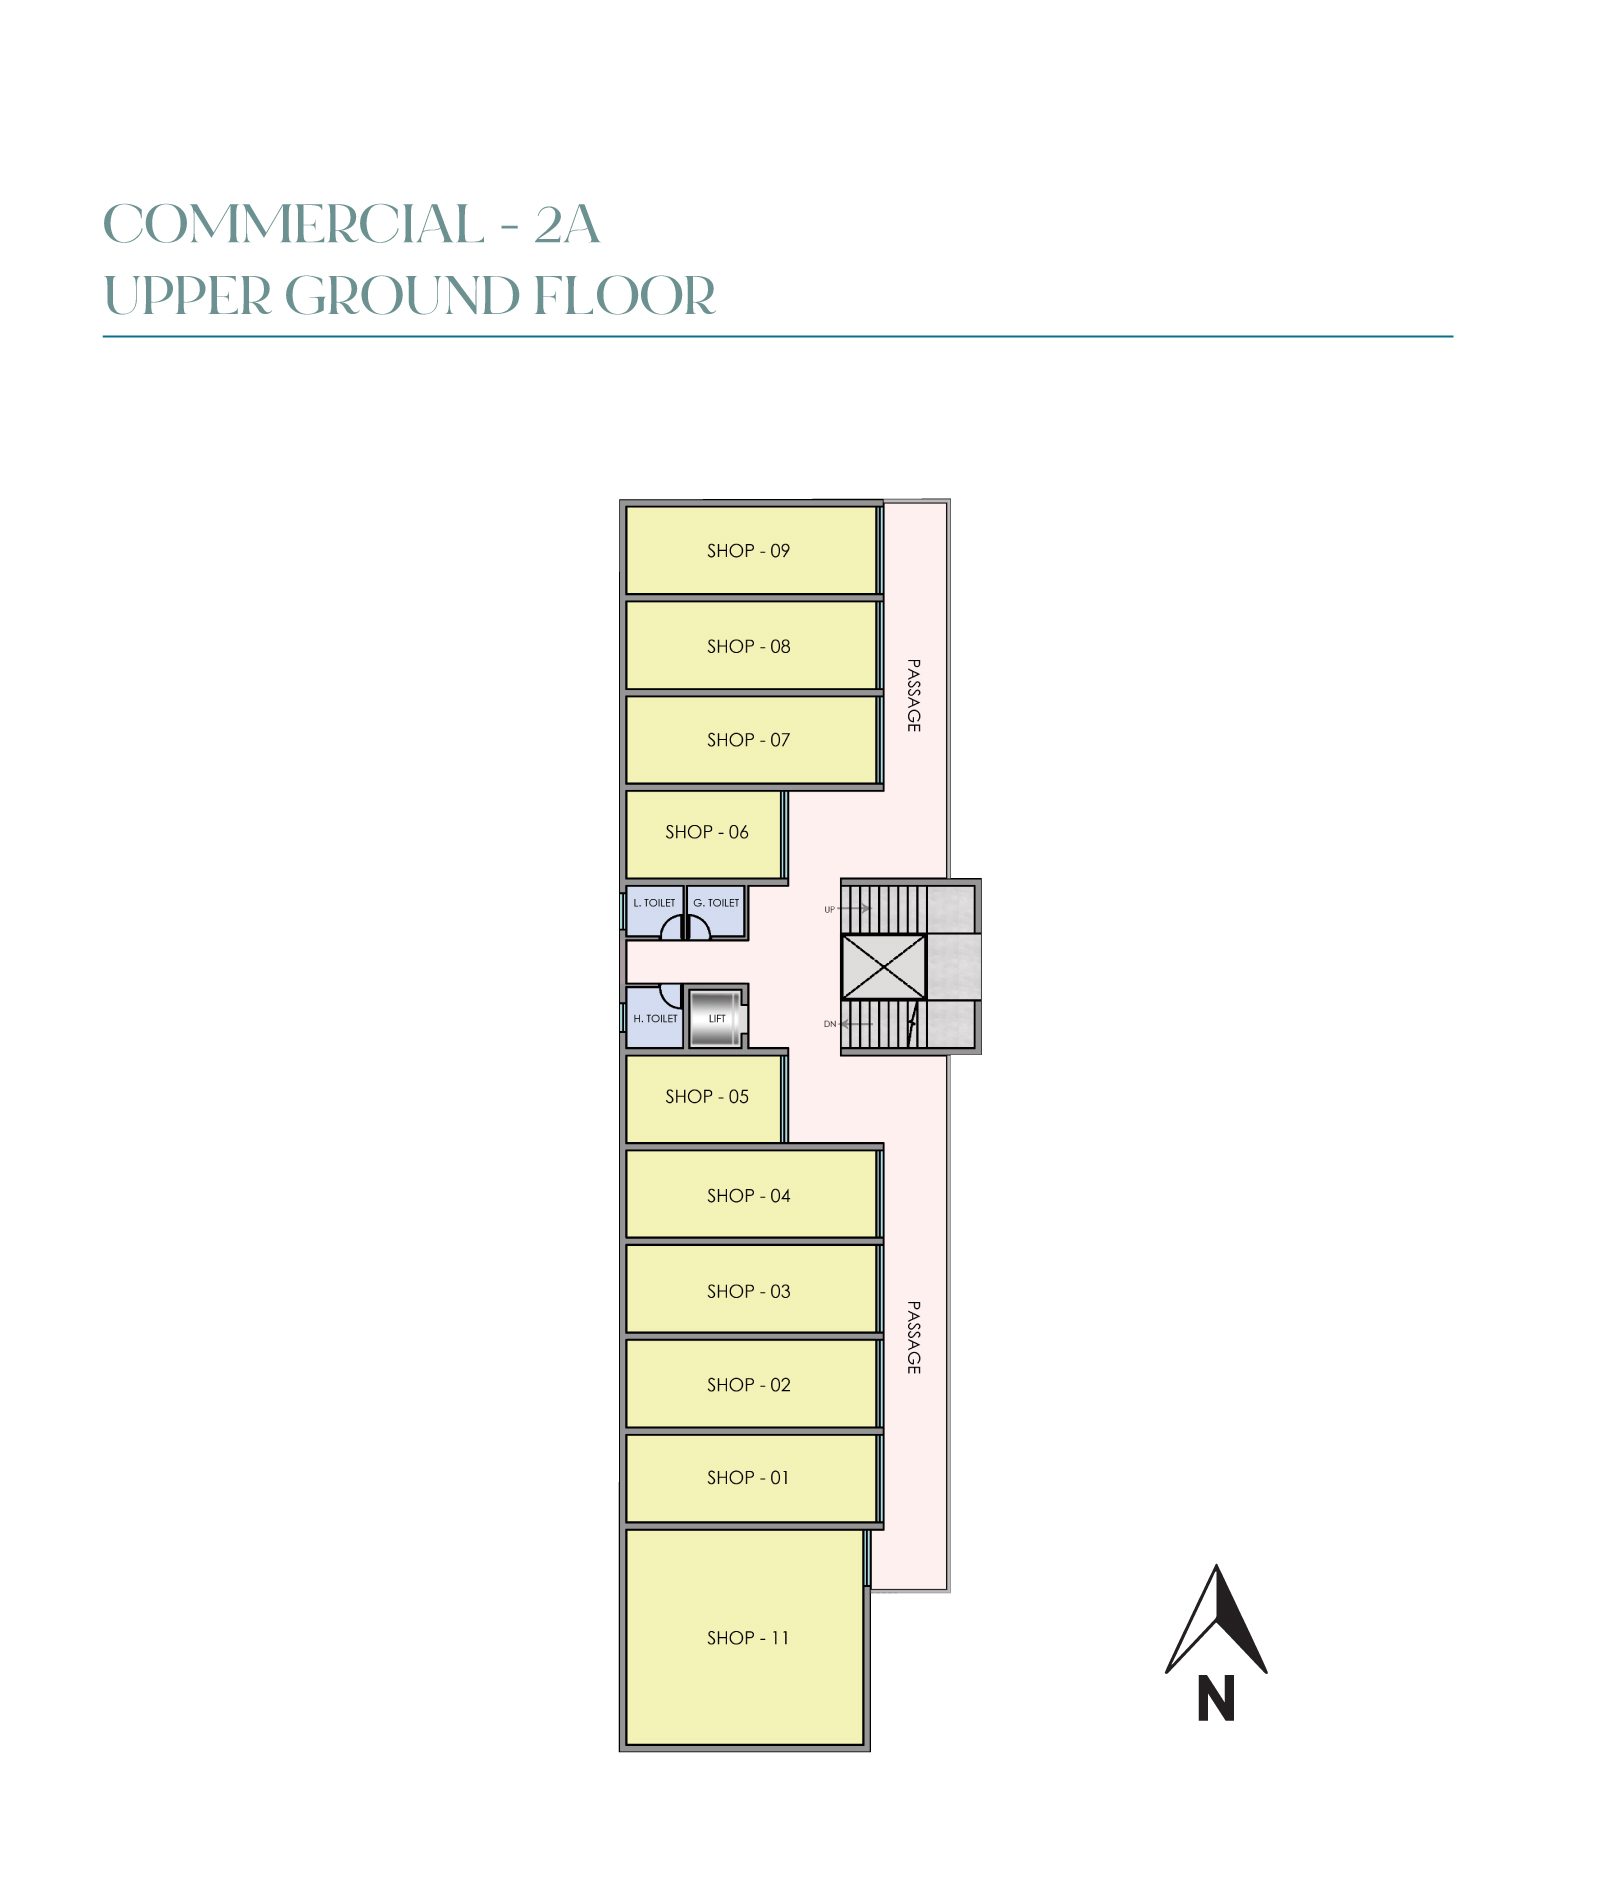 COMMERCIAL - 2A
UPPER GROUND FLOOR
SHOP - 09
SHOP - 08
PASSAGE
SHOP - 07
SHOP - 06
L. TOILET
G. TOILET
UP
H. TOILET
LIFT
DN
SHOP - 05
SHOP - 04
SHOP - 03
PASSAGE
SHOP - 02
SHOP - 01
SHOP - 11
N